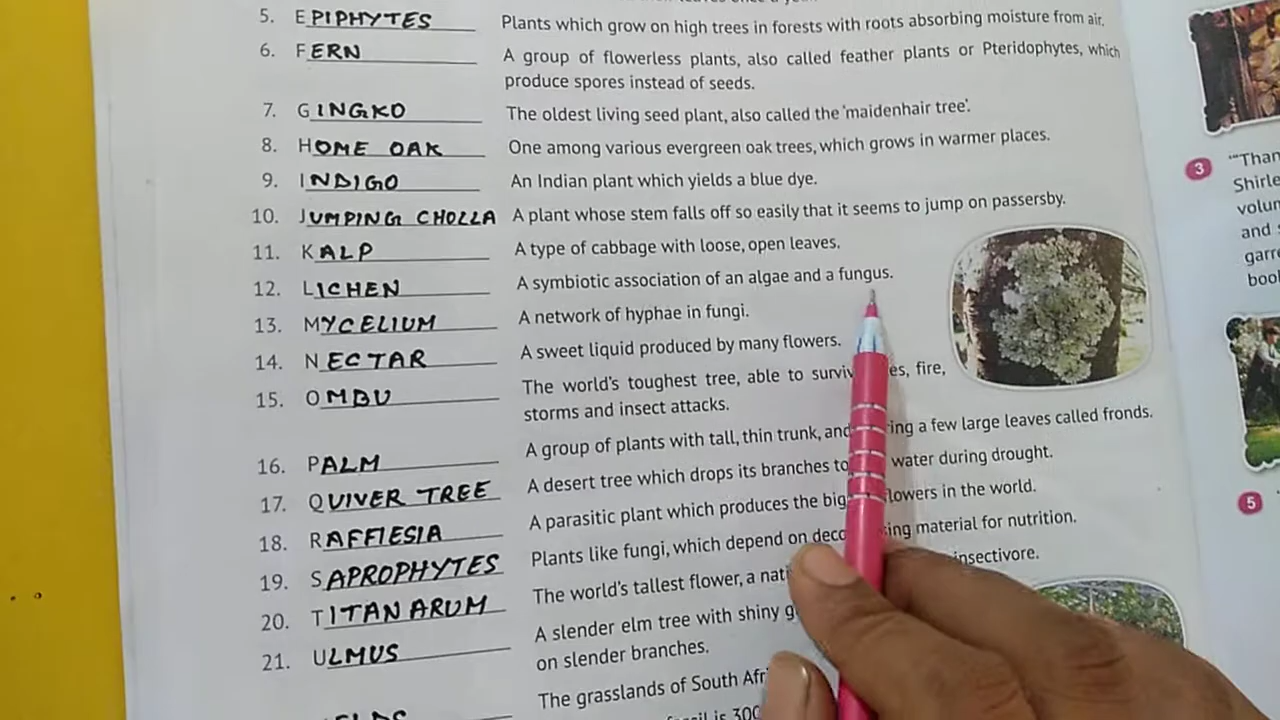 5. EPIPHYTES Plants which grow on high trees in forests with roots absorbing moisture from air.
6. FERN A group of flowerless plants, also called feather plants or Pteridophytes, which
produce spores instead of seeds.
7. GINGKO The oldest living seed plant, also called the 'maidenhair tree'.
8. HOME OAK One among various evergreen oak trees, which grows in warmer places.
9. INDIGO An Indian plant which yields a blue dye.
10. JUMPING CHOLLA A plant whose stem falls off so easily that it seems to jump on passersby.
11. KALP A type of cabbage with loose, open leaves.
12. LICHEN A symbiotic association of an algae and a fungus.
13. MYCELIUM A network of hyphae in fungi.
14. NECTAR A sweet liquid produced by many flowers.
15. OMBU The world's toughest tree, able to surviv es, fire,
storms and insect attacks.
16. PALM A group of plants with tall, thin trunk, and ring a few large leaves called fronds.
17. QUIVER TREE A desert tree which drops its branches to water during drought.
18. RAFFIESIA A parasitic plant which produces the big lowers in the world.
19. SAPROPHYTES Plants like fungi, which depend on deco ing material for nutrition.
20. TITAN ARUM The world's tallest flower, a nati insectivore.
21. ULMUS A slender elm tree with shiny g
on slender branches.
The grasslands of South Afri
is 300
3 "Than
Shirle
volun
and
garre
boo
5